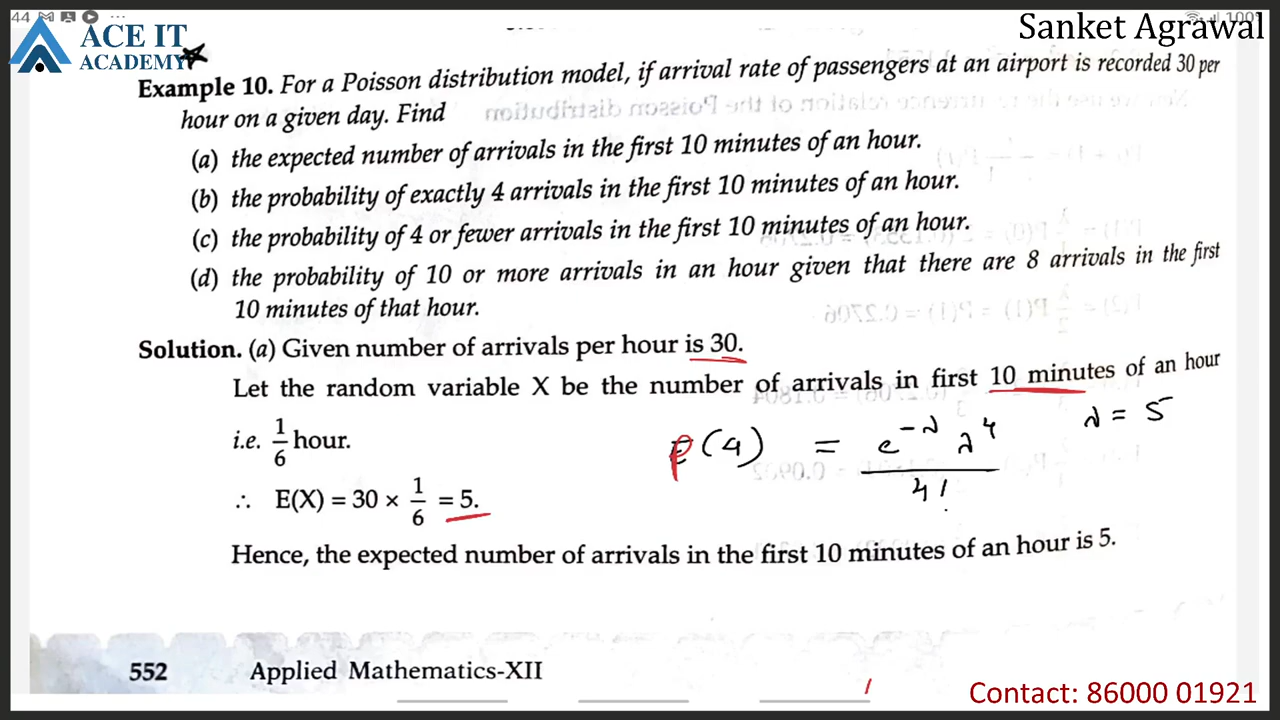 44 ... 100%
ACE IT
ACADEMY
Sanket Agrawal
Example 10. For a Poisson distribution model, if arrival rate of passengers at an airport is recorded 30 per
hour on a given day. Find
(a) the expected number of arrivals in the first 10 minutes of an hour.
(b) the probability of exactly 4 arrivals in the first 10 minutes of an hour.
(c) the probability of 4 or fewer arrivals in the first 10 minutes of an hour.
(d) the probability of 10 or more arrivals in an hour given that there are 8 arrivals in the first
10 minutes of that hour.
Solution. (a) Given number of arrivals per hour is 30.
Let the random variable X be the number of arrivals in first 10 minutes of an hour
i.e. 1/6 hour.
λ = 5
P(4) = e^-λ λ^4 / 4!
∴ E(X) = 30 × 1/6 = 5.
Hence, the expected number of arrivals in the first 10 minutes of an hour is 5.
552 Applied Mathematics-XII
Contact: 86000 01921